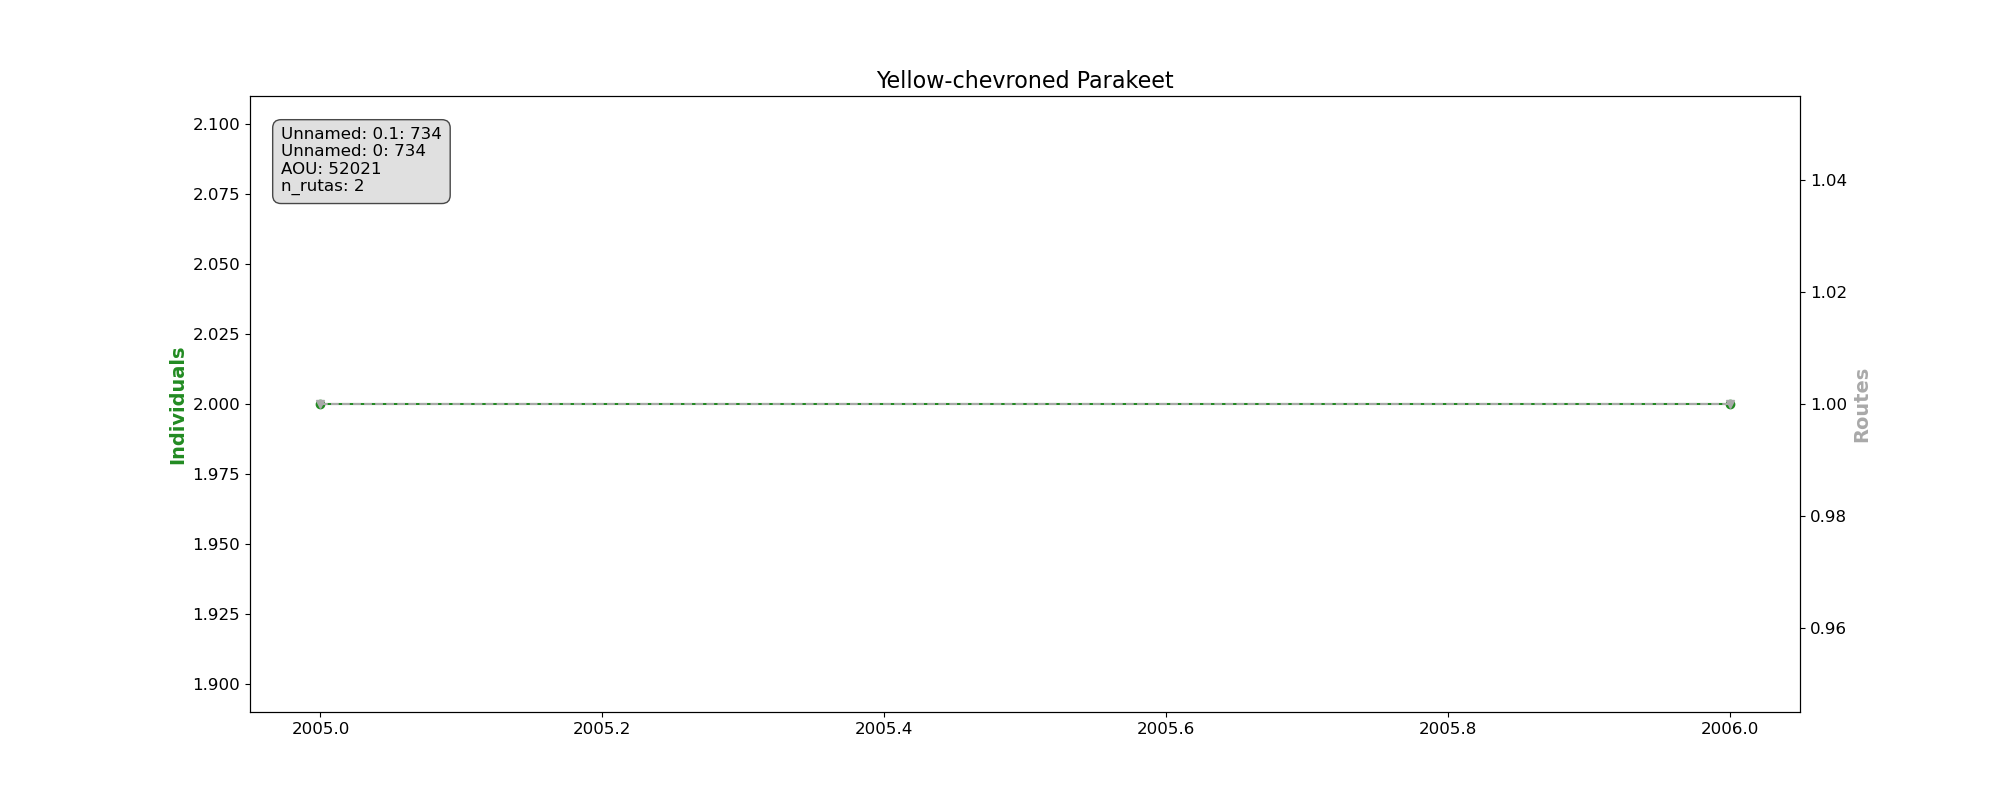 Yellow-chevroned Parakeet
Unnamed: 0.1: 734
Unnamed: 0: 734
AOU: 52021
n_rutas: 2
Individuals
2.100
2.075
2.050
2.025
2.000
1.975
1.950
1.925
1.900
1.04
1.02
1.00
0.98
0.96
Routes
2005.0 2005.2 2005.4 2005.6 2005.8 2006.0